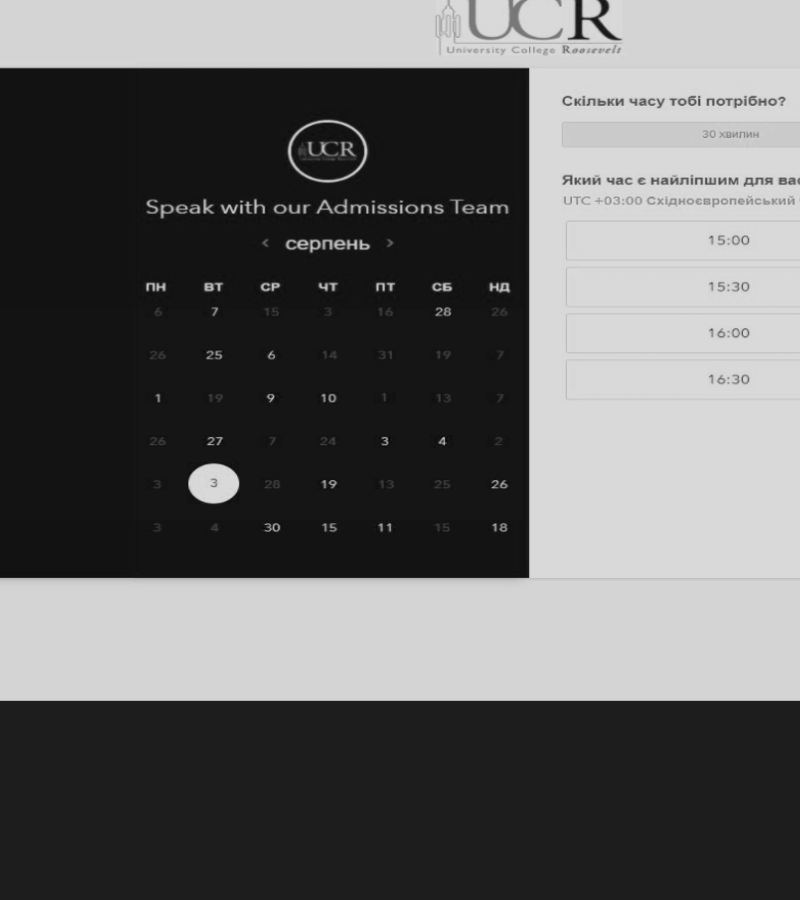 UCR
University College Roosevelt
UCR
Speak with our Admissions Team
‹ серпень ›
ПН ВТ СР ЧТ ПТ СБ НД
6 7 15 3 16 28 26
26 25 6 14 31 19 7
1 19 9 10 1 13 7
26 27 7 24 3 4 2
3 3 28 19 13 25 26
3 4 30 15 11 15 18
Скільки часу тобі потрібно?
30 хвилин
Який час є найліпшим для
UTC +03:00 Східноєвропейський
15:00
15:30
16:00
16:30